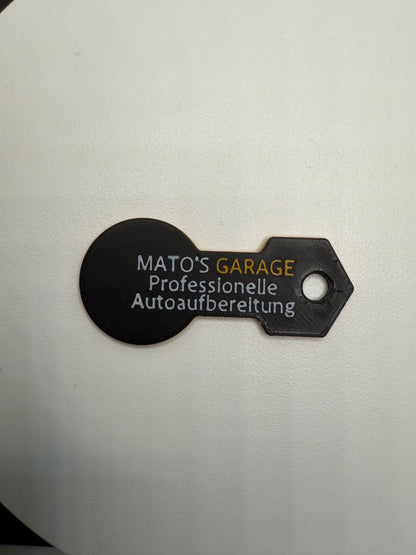 MATO'S GARAGE
Professionelle
Autoaufbereitung